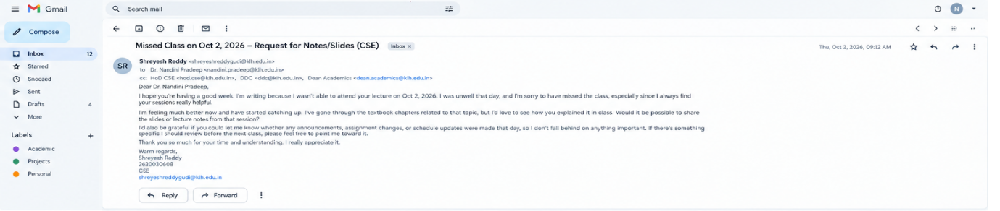 Gmail
Search mail
N
Compose
Inbox 12
Starred
Snoozed
Sent
Drafts 4
More
Labels +
Academic
Projects
Personal
Missed Class on Oct 2, 2026 – Request for Notes/Slides (CSE) Inbox ×
Thu, Oct 2, 2026, 09:12 AM
SR
Shreyesh Reddy <shreyeshreddygudi@klh.edu.in>
to Dr. Nandini Pradeep <nandini.pradeep@klh.edu.in>
cc: HoD CSE <hod.cse@klh.edu.in>, DDC <ddc@klh.edu.in>, Dean Academics <dean.academics@klh.edu.in>
Dear Dr. Nandini Pradeep,
I hope you're having a good week. I'm writing because I wasn't able to attend your lecture on Oct 2, 2026. I was unwell that day, and I'm sorry to have missed the class, especially since I always find
your sessions really helpful.
I'm feeling much better now and have started catching up. I've gone through the textbook chapters related to that topic, but I'd love to see how you explained it in class. Would it be possible to share
the slides or lecture notes from that session?
I'd also be grateful if you could let me know whether any announcements, assignment changes, or schedule updates were made that day, so I don't fall behind on anything important. If there's something
specific I should review before the next class, please feel free to point me toward it.
Thank you so much for your time and understanding. I really appreciate it.
Warm regards,
Shreyesh Reddy
2620030608
CSE
shreyeshreddygudi@klh.edu.in
Reply
Forward